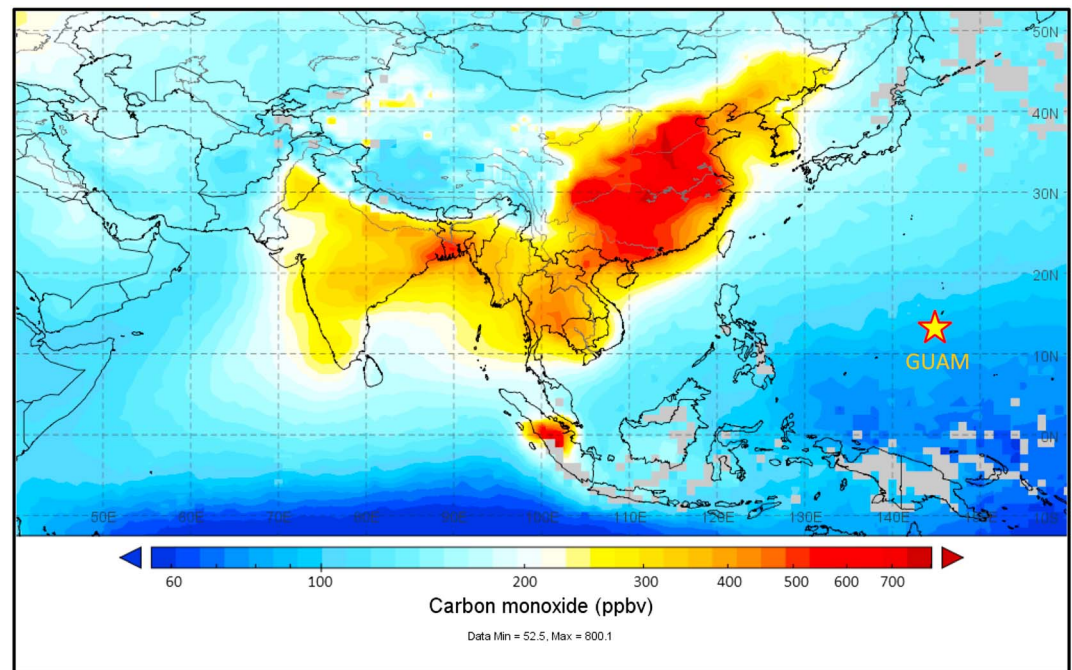 50N
40N
30N
20N
GUAM
10N
0N
50E 60E 70E 80E 90E 100E 110E 120E 130E 140E 150E 10S
60 100 200 300 400 500 600 700
Carbon monoxide (ppbv)
Data Min = 52.5, Max = 800.1